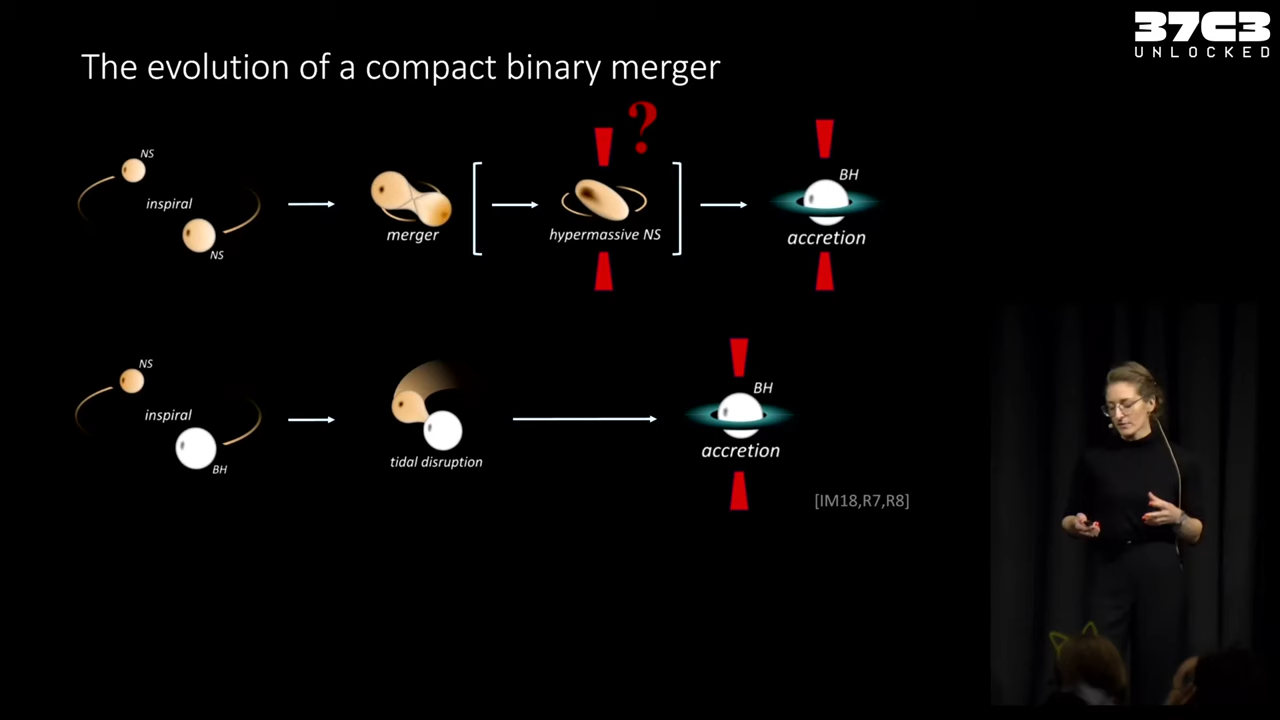 37C3
UNLOCKED
The evolution of a compact binary merger
?
NS
inspiral
NS
merger
hypermassive NS
BH
accretion
NS
inspiral
BH
tidal disruption
BH
accretion
[IM18,R7,R8]